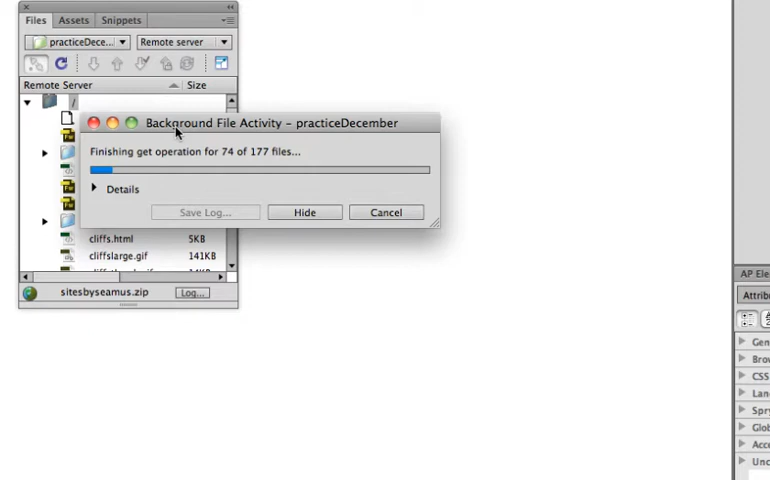 Files Assets Snippets
practiceDece... Remote server
Remote Server Size
/
Background File Activity - practiceDecember
Finishing get operation for 74 of 177 files...
Details
Save Log... Hide Cancel
cliffs.html 5KB
cliffslarge.gif 141KB
sitesbyseamus.zip Log...
AP Ele
Attrib
Gen
Bro
CSS
Lan
Spry
Glob
Acce
Unc